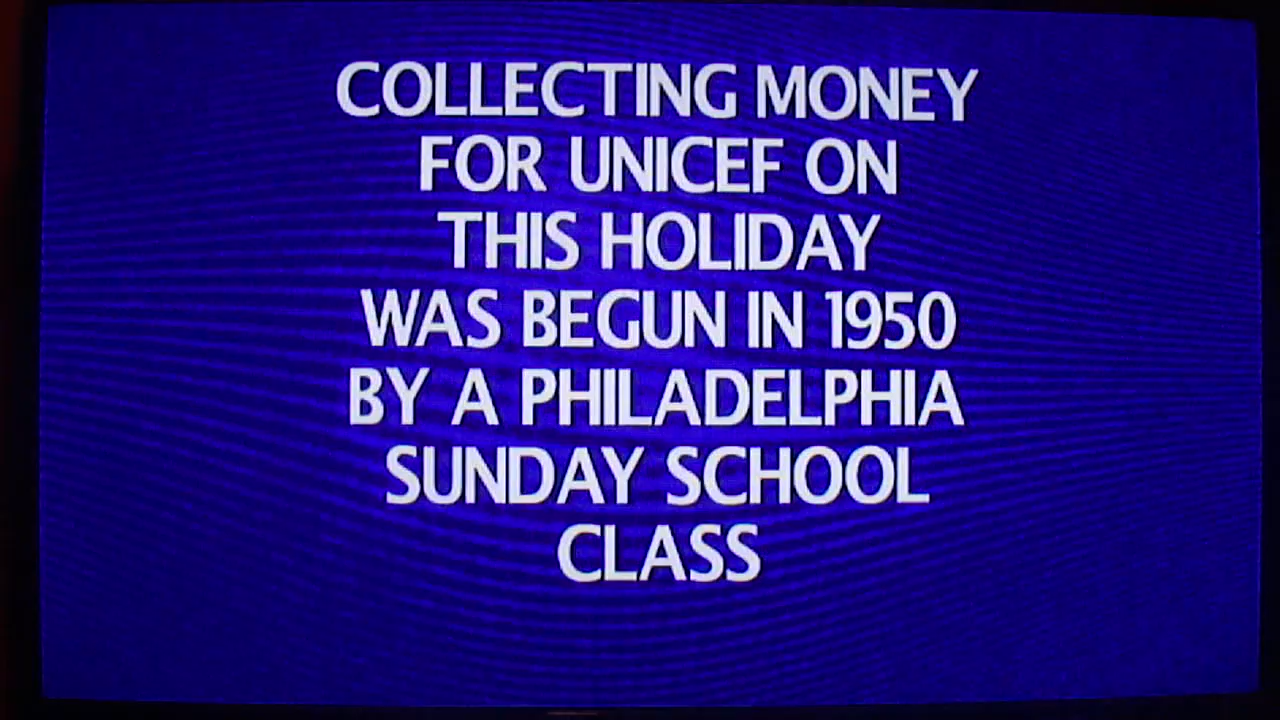 COLLECTING MONEY
FOR UNICEF ON
THIS HOLIDAY
WAS BEGUN IN 1950
BY A PHILADELPHIA
SUNDAY SCHOOL
CLASS